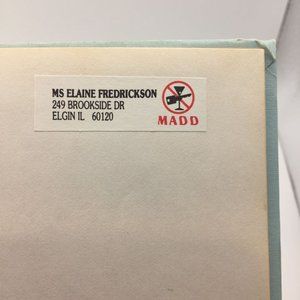 MS ELAINE FREDRICKSON
249 BROOKSIDE DR
ELGIN IL 60120
MADD